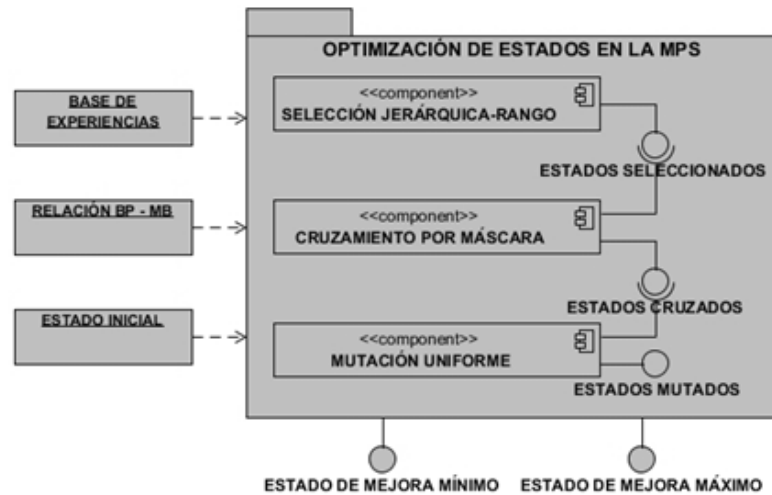 OPTIMIZACIÓN DE ESTADOS EN LA MPS
BASE DE
EXPERIENCIAS
<<component>>
SELECCIÓN JERÁRQUICA-RANGO
ESTADOS SELECCIONADOS
RELACIÓN BP - MB
<<component>>
CRUZAMIENTO POR MÁSCARA
ESTADOS CRUZADOS
ESTADO INICIAL
<<component>>
MUTACIÓN UNIFORME
ESTADOS MUTADOS
ESTADO DE MEJORA MÍNIMO
ESTADO DE MEJORA MÁXIMO